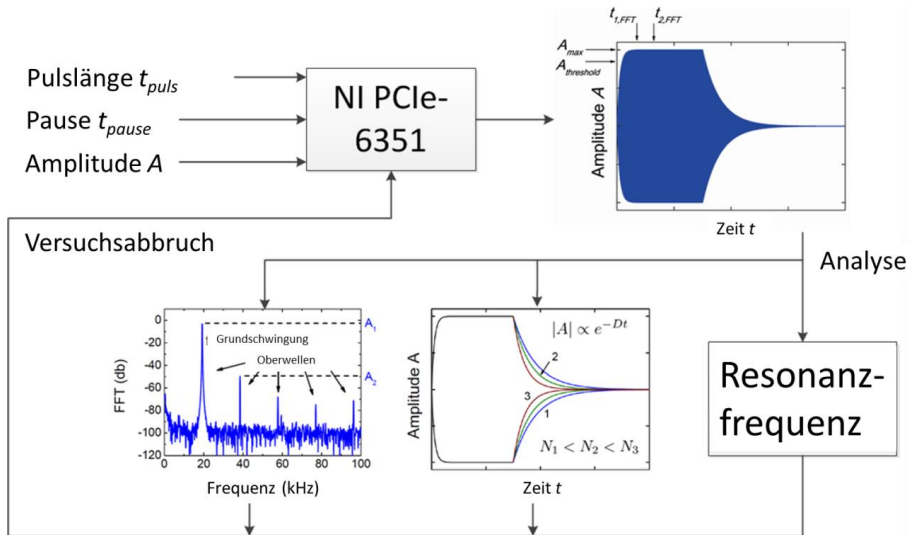 Pulslänge t_puls
Pause t_pause
Amplitude A
NI PCIe-
6351
t_1,FFT t_2,FFT
A_max
A_threshold
Amplitude A
Zeit t
Versuchsabbruch
Analyse
0
-20
-40
-60
-80
-100
-120
FFT (db)
A_1
Grundschwingung
Oberwellen
A_2
0 20 40 60 80 100
Frequenz (kHz)
Amplitude A
|A| ∝ e^{-Dt}
2
3
1
N_1 < N_2 < N_3
Zeit t
Resonanz-
frequenz